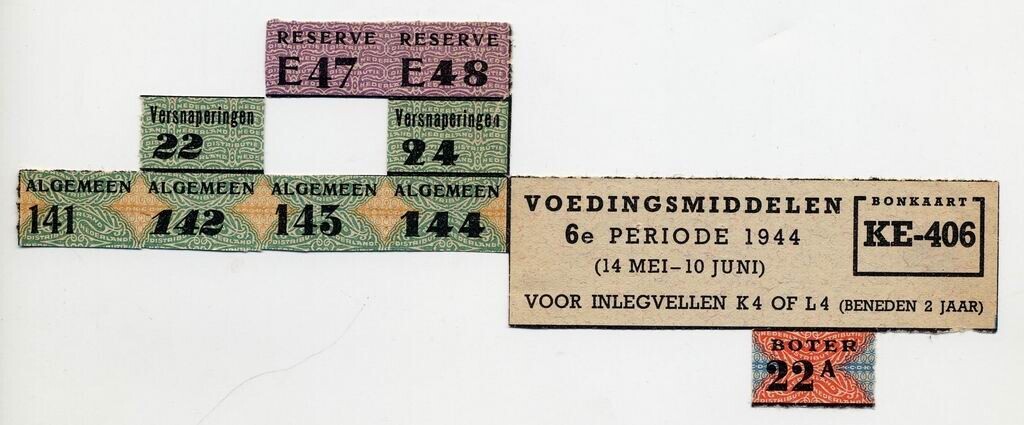 RESERVE RESERVE
E47 E48
Versnaperingen Versnaperingen
22 24
ALGEMEEN ALGEMEEN ALGEMEEN ALGEMEEN
141 142 143 144
VOEDINGSMIDDELEN
6e PERIODE 1944
(14 MEI–10 JUNI)
VOOR INLEGVELLEN K4 OF L4 (BENEDEN 2 JAAR)
BONKAART
KE-406
BOTER
22A